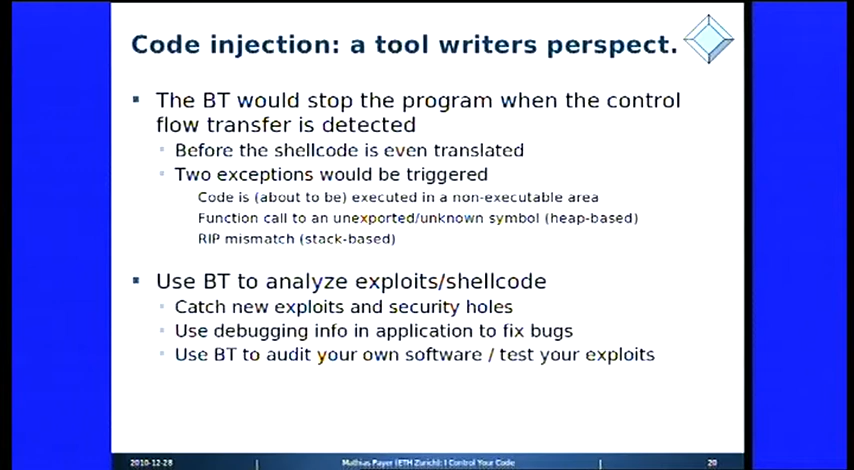 Code injection: a tool writers perspect.
The BT would stop the program when the control
flow transfer is detected
Before the shellcode is even translated
Two exceptions would be triggered
Code is (about to be) executed in a non-executable area
Function call to an unexported/unknown symbol (heap-based)
RIP mismatch (stack-based)
Use BT to analyze exploits/shellcode
Catch new exploits and security holes
Use debugging info in application to fix bugs
Use BT to audit your own software / test your exploits
2010-12-28
Mathias Payer (ETH Zurich): I Control Your Code
20